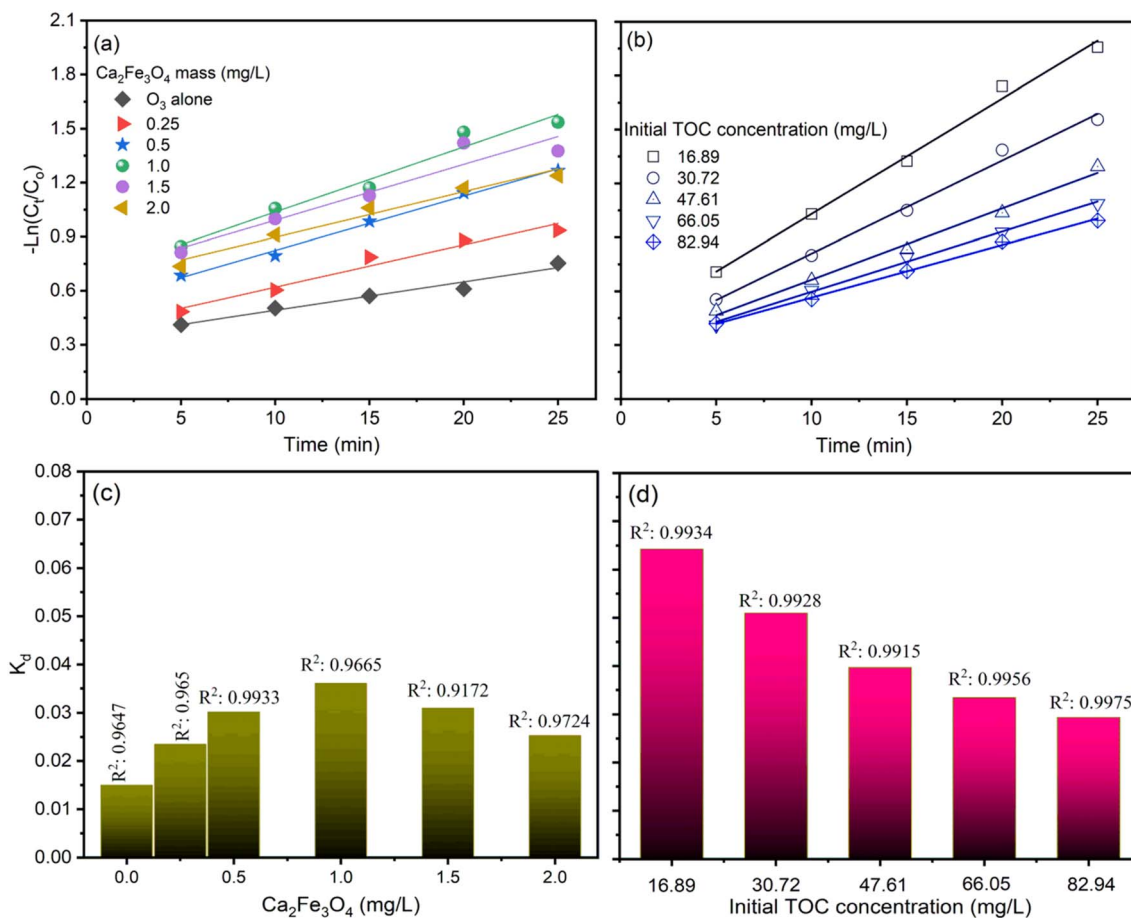 (a)
Ca₂Fe₃O₄ mass (mg/L)
O₃ alone
0.25
0.5
1.0
1.5
2.0
2.1
1.8
1.5
1.2
0.9
0.6
0.3
0.0
-Ln(Cₜ/Cₒ)
0 5 10 15 20 25
Time (min)
(b)
Initial TOC concentration (mg/L)
16.89
30.72
47.61
66.05
82.94
0 5 10 15 20 25
Time (min)
(c)
0.08
0.07
0.06
0.05
0.04
0.03
0.02
0.01
0.00
K_d
R²: 0.9647
R²: 0.965
R²: 0.9933
R²: 0.9665
R²: 0.9172
R²: 0.9724
0.0 0.5 1.0 1.5 2.0
Ca₂Fe₃O₄ (mg/L)
(d)
R²: 0.9934
R²: 0.9928
R²: 0.9915
R²: 0.9956
R²: 0.9975
16.89 30.72 47.61 66.05 82.94
Initial TOC concentration (mg/L)